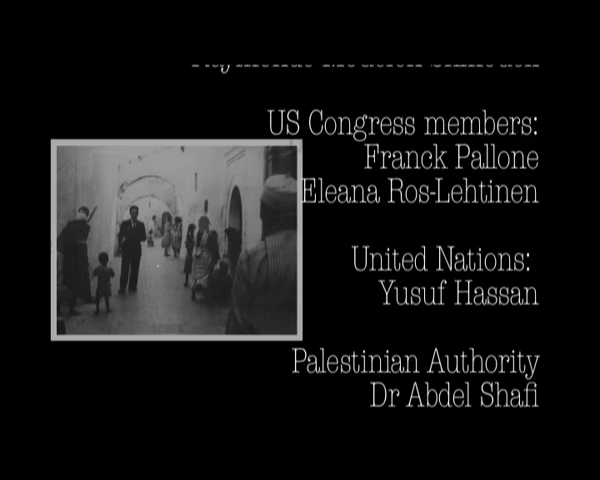 US Congress members:
Franck Pallone
Eleana Ros-Lehtinen
United Nations:
Yusuf Hassan
Palestinian Authority
Dr Abdel Shafi